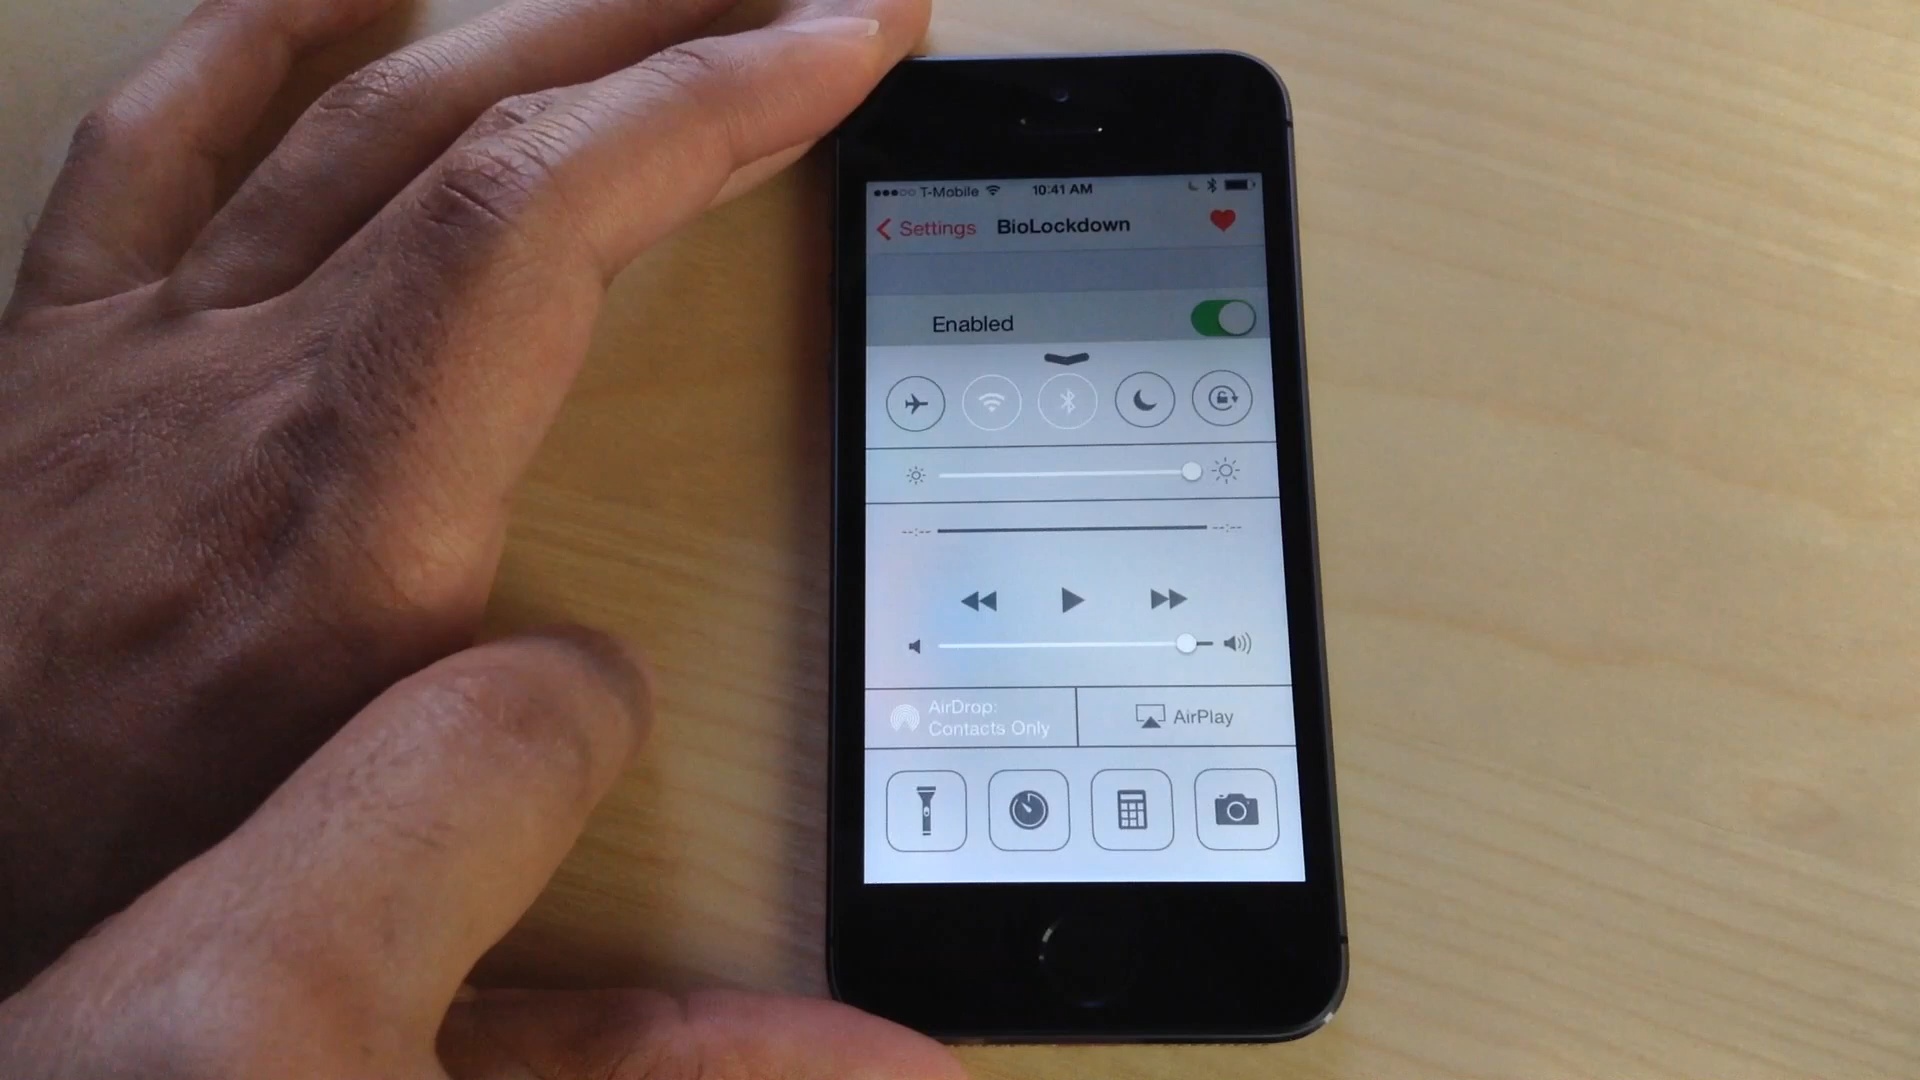 T-Mobile 10:41 AM
Settings BioLockdown
Enabled
--:-- --:--
AirDrop:
Contacts Only
AirPlay